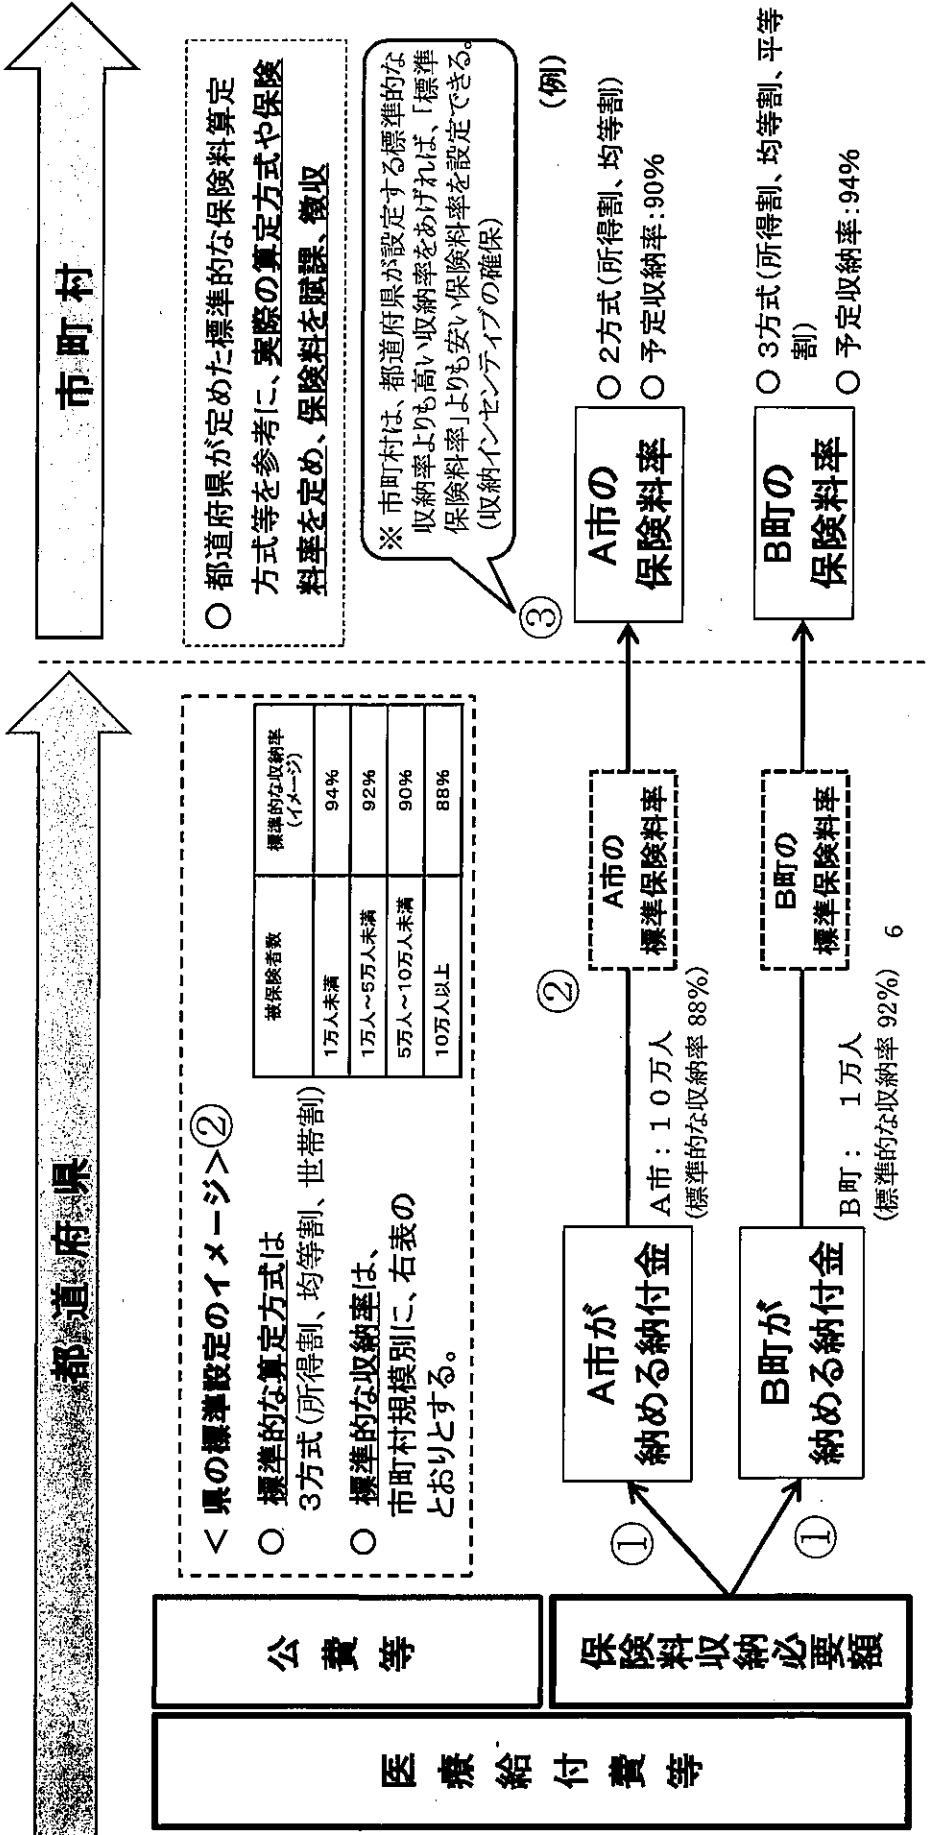 都道府県
市町村
＜県の標準設定のイメージ＞②
○ 標準的な算定方式は
3方式(所得割、均等割、世帯割)
○ 標準的な収納率は、
市町村規模別に、右表の
とおりとする。
被保険者数
標準的な収納率
(イメージ)
1万人未満
94%
1万人～5万人未満
92%
5万人～10万人未満
90%
10万人以上
88%
○ 都道府県が定めた標準的な保険料算定
方式等を参考に、実際の算定方式や保険
料率を定め、保険料を賦課、徴収
※ 市町村は、都道府県が設定する標準的な
収納率よりも高い収納率をあげれば、「標準
保険料率」よりも安い保険料率を設定できる。
(収納インセンティブの確保)
③
(例)
医療給付費等
公費等
保険料収納必要額
①
①
A市が
納める納付金
②
A市：１０万人
(標準的な収納率 88%)
A市の
標準保険料率
A市の
保険料率
○ 2方式(所得割、均等割)
○ 予定収納率:90%
B町が
納める納付金
B町： １万人
(標準的な収納率 92%)
B町の
標準保険料率
B町の
保険料率
○ 3方式(所得割、均等割、平等
割)
○ 予定収納率:94%
6